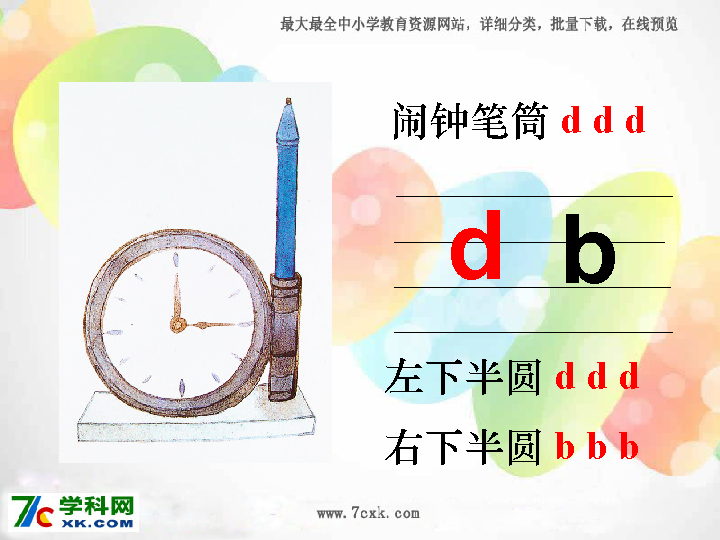 最大最全中小学教育资源网站，详细分类，批量下载，在线预览
闹钟笔筒 d d d
d b
左下半圆 d d d
右下半圆 b b b
7C 学科网
XK.COM
www.7cxk.com